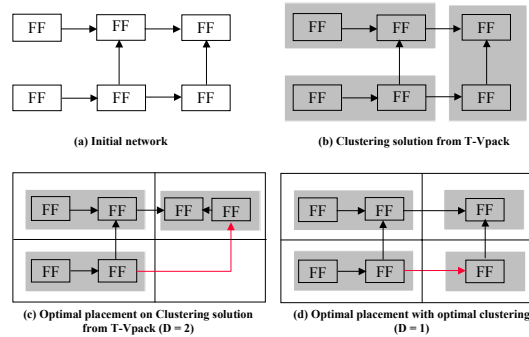 FF FF FF
FF FF FF
(a) Initial network
FF FF FF
FF FF FF
(b) Clustering solution from T-Vpack
FF FF FF FF
FF FF
(c) Optimal placement on Clustering solution
from T-Vpack (D = 2)
FF FF FF
FF FF FF
(d) Optimal placement with optimal clustering
(D = 1)